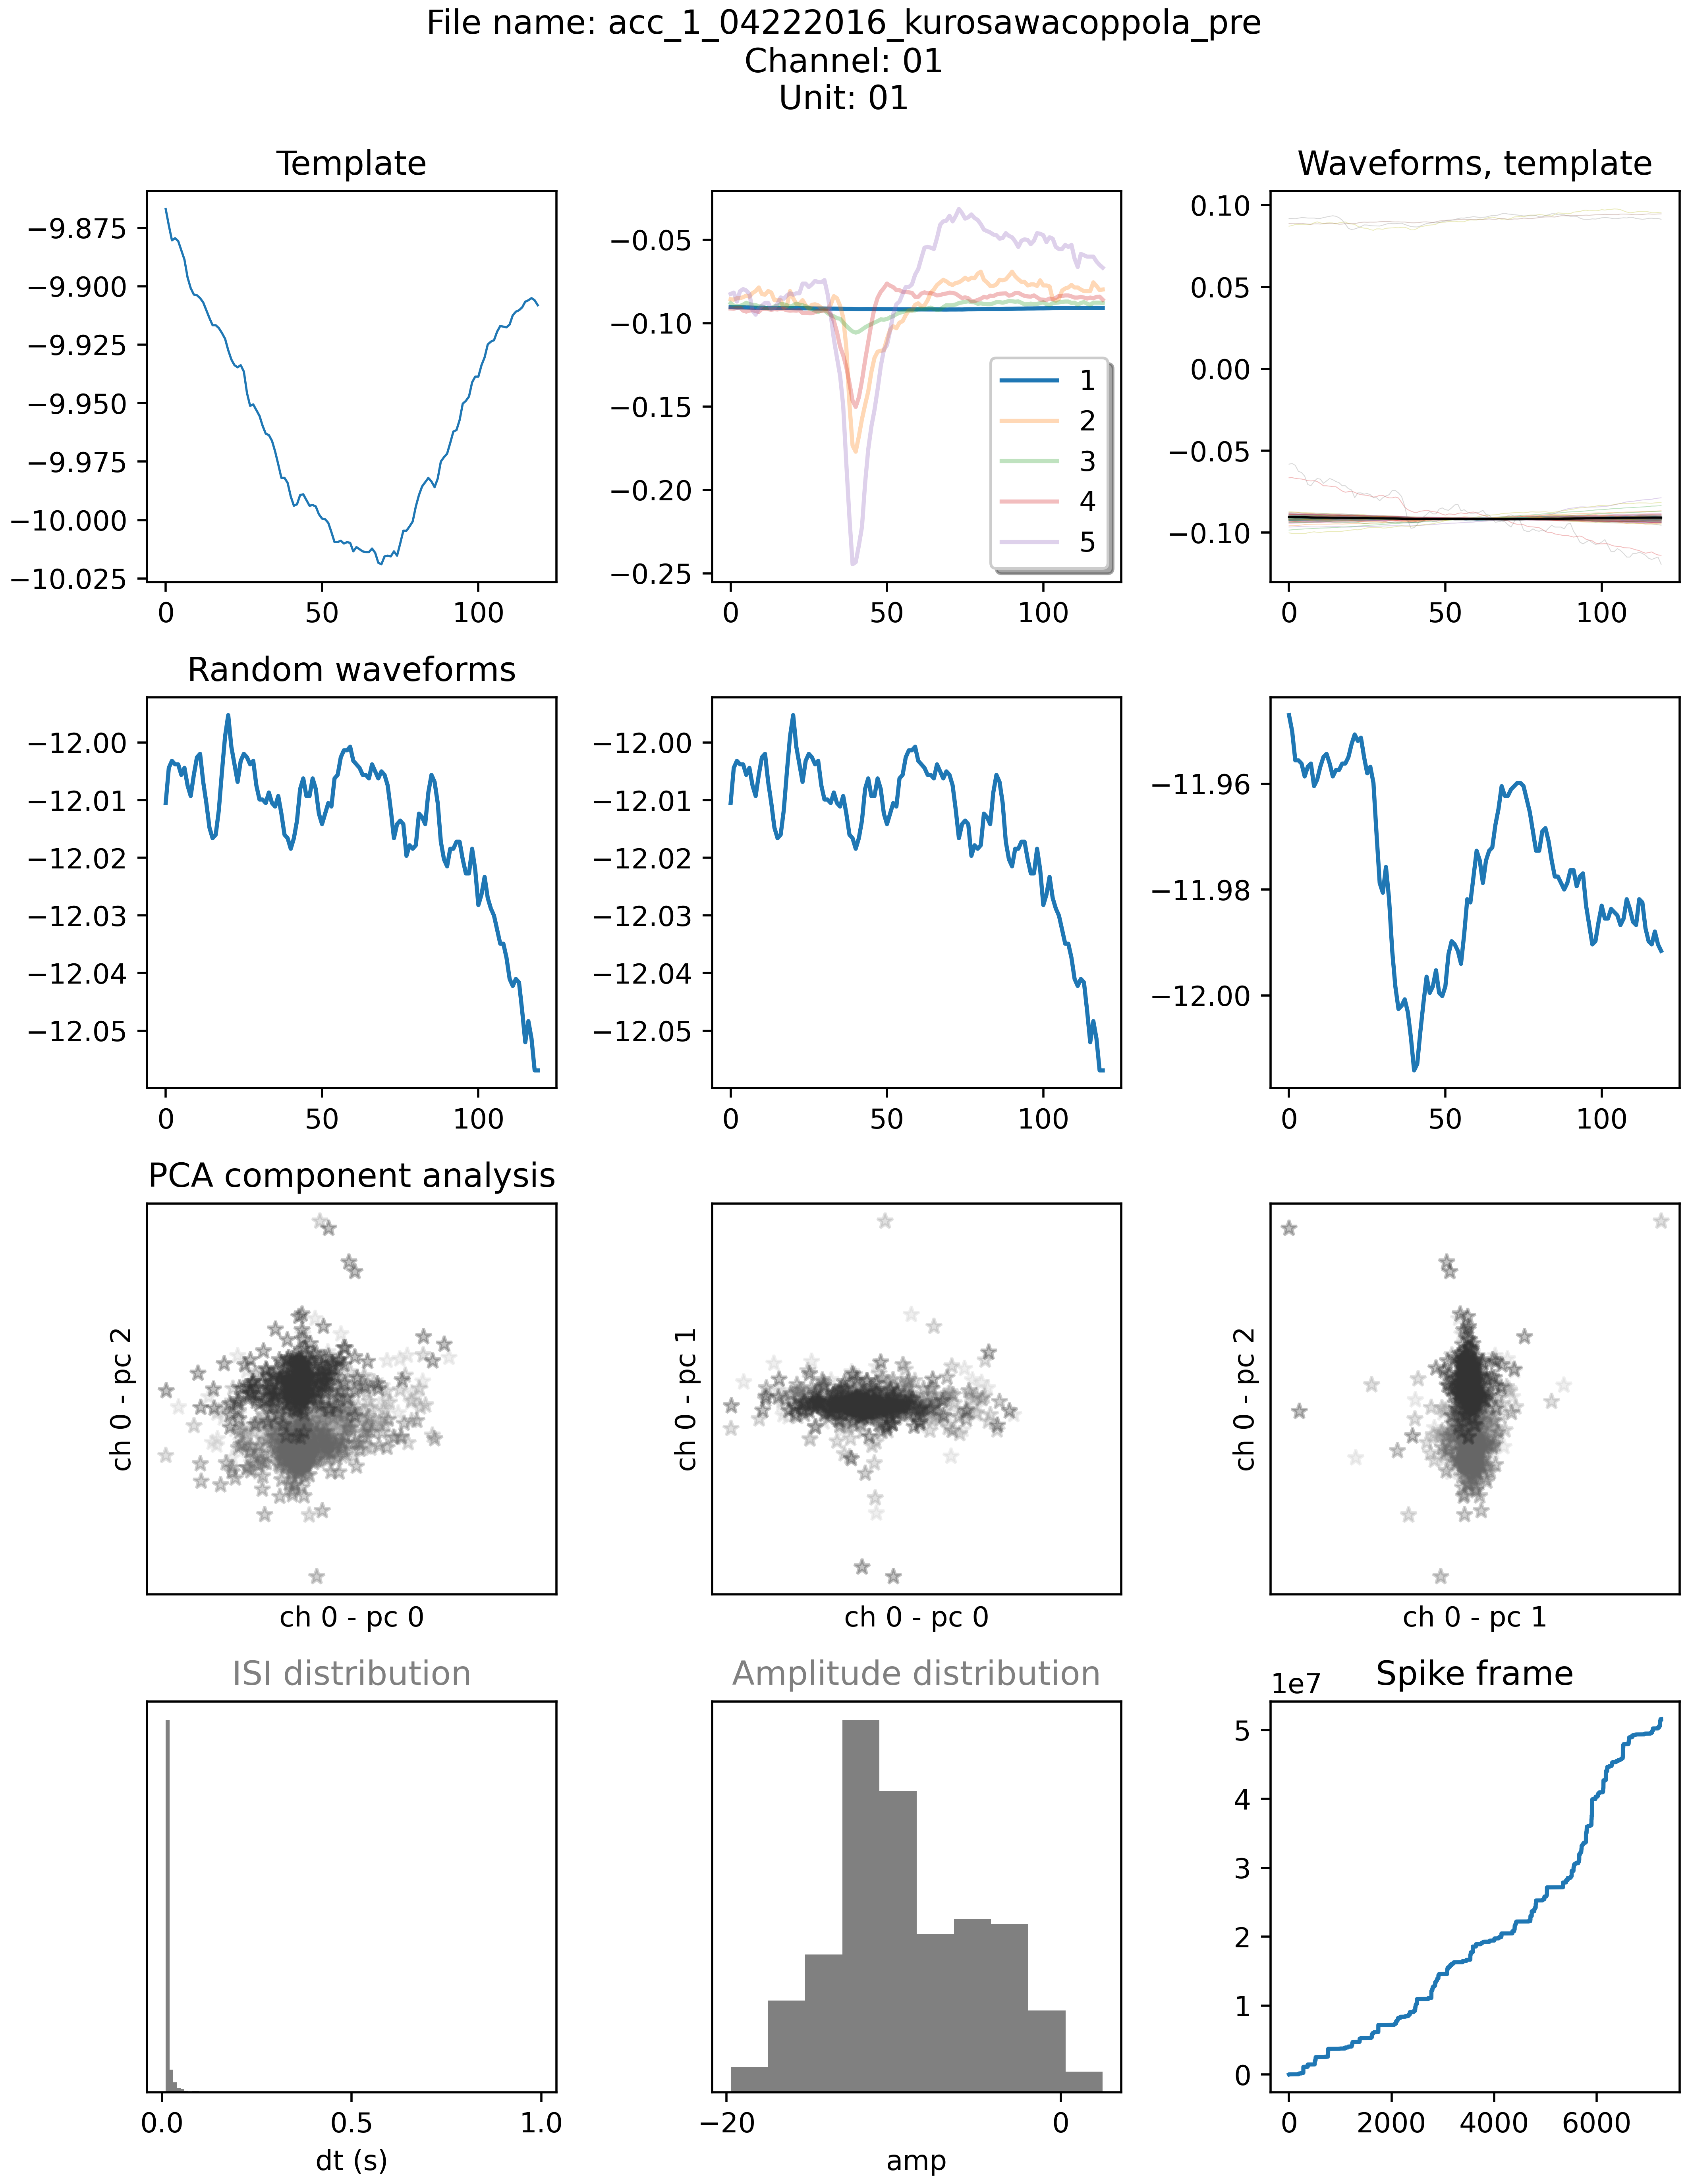 File name: acc_1_04222016_kurosawacoppola_pre
Channel: 01
Unit: 01
Template
Waveforms, template
−9.875
−9.900
−9.925
−9.950
−9.975
−10.000
−10.025
0 50 100
−0.05
−0.10
−0.15
−0.20
−0.25
0 50 100
1
2
3
4
5
0.10
0.05
0.00
−0.05
−0.10
0 50 100
Random waveforms
−12.00
−12.01
−12.02
−12.03
−12.04
−12.05
0 50 100
−12.00
−12.01
−12.02
−12.03
−12.04
−12.05
0 50 100
−11.96
−11.98
−12.00
0 50 100
PCA component analysis
ch 0 - pc 2
ch 0 - pc 0
ch 0 - pc 1
ch 0 - pc 0
ch 0 - pc 2
ch 0 - pc 1
ISI distribution
0.0 0.5 1.0
dt (s)
Amplitude distribution
−20 0
amp
Spike frame
1e7
5
4
3
2
1
0
0 2000 4000 6000